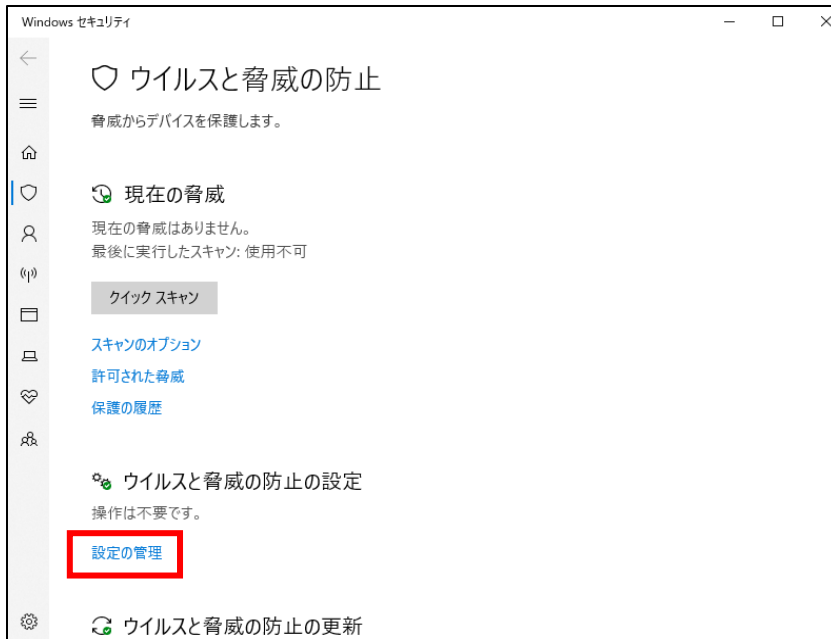 Windows セキュリティ
ウイルスと脅威の防止
脅威からデバイスを保護します。
現在の脅威
現在の脅威はありません。
最後に実行したスキャン: 使用不可
クイック スキャン
スキャンのオプション
許可された脅威
保護の履歴
ウイルスと脅威の防止の設定
操作は不要です。
設定の管理
ウイルスと脅威の防止の更新